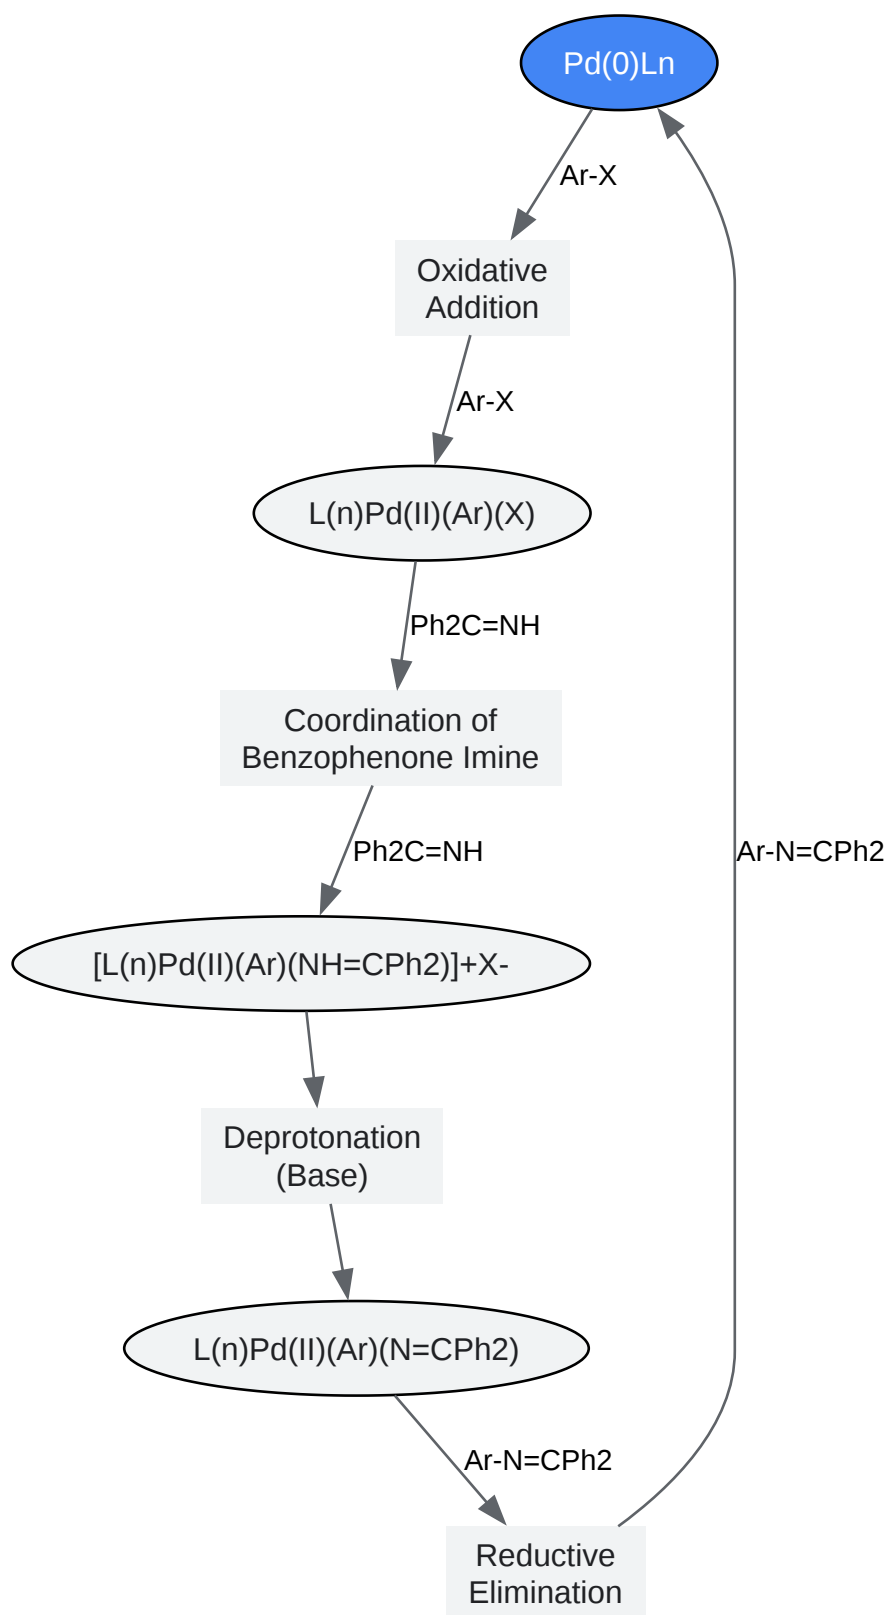 Pd(0)Ln
Ar-X
Oxidative
Addition
Ar-X
L(n)Pd(II)(Ar)(X)
Ph2C=NH
Coordination of
Benzophenone Imine
Ph2C=NH
Ar-N=CPh2
[L(n)Pd(II)(Ar)(NH=CPh2)]+X-
Deprotonation
(Base)
L(n)Pd(II)(Ar)(N=CPh2)
Ar-N=CPh2
Reductive
Elimination